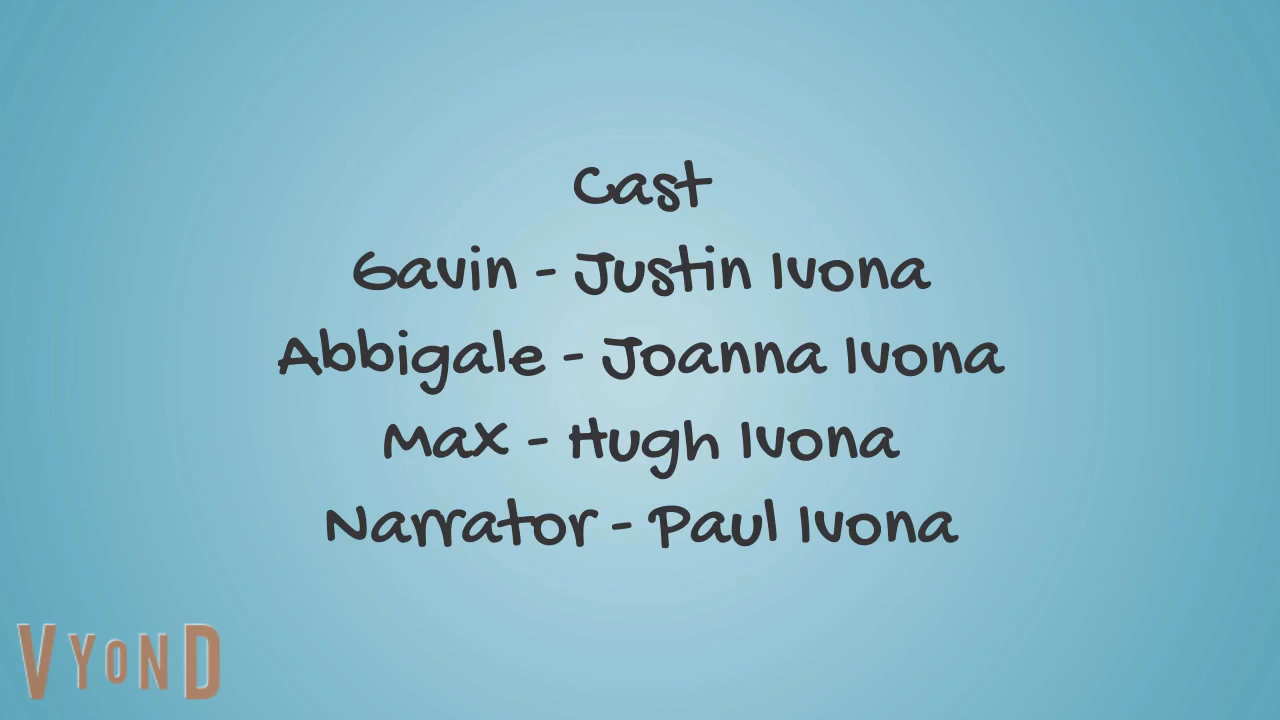 Cast
Gavin - Justin Ivona
Abbigale - Joanna Ivona
Max - Hugh Ivona
Narrator - Paul Ivona
VYOND